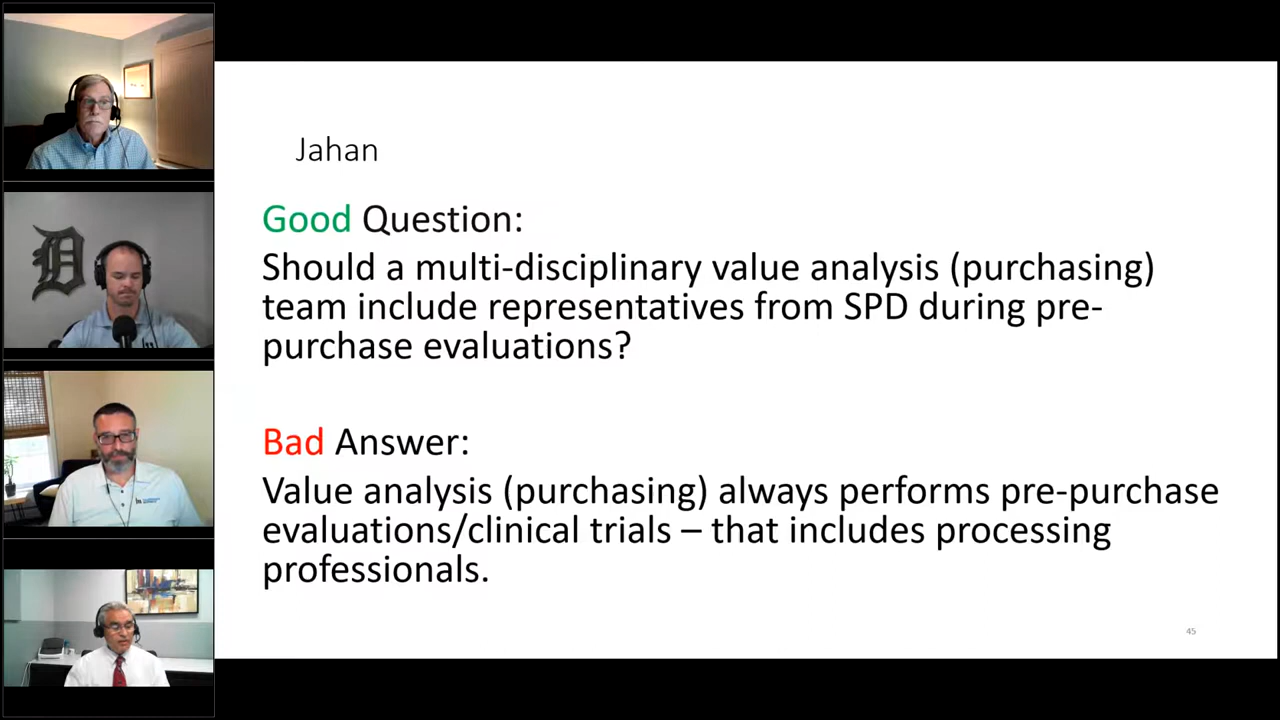 Jahan
Good Question:
Should a multi-disciplinary value analysis (purchasing)
team include representatives from SPD during pre-
purchase evaluations?
Bad Answer:
Value analysis (purchasing) always performs pre-purchase
evaluations/clinical trials – that includes processing
professionals.
45